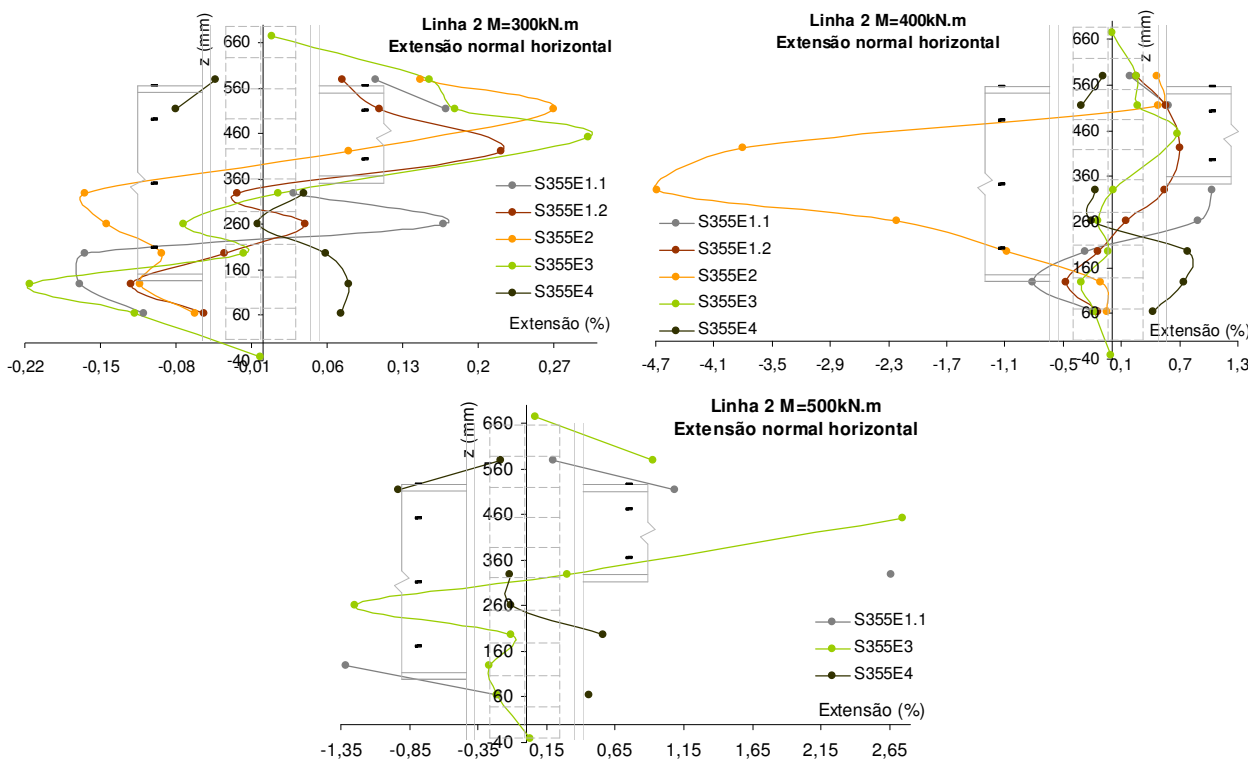 Linha 2 M=300kN.m
Extensão normal horizontal
z (mm)
660
560
460
360
260
160
60
-40
S355E1.1
S355E1.2
S355E2
S355E3
S355E4
Extensão (%)
-0,22 -0,15 -0,08 -0,01 0,06 0,13 0,2 0,27
Linha 2 M=400kN.m
Extensão normal horizontal
z (mm)
660
560
460
360
260
160
60
-40
S355E1.1
S355E1.2
S355E2
S355E3
S355E4
Extensão (%)
-4,7 -4,1 -3,5 -2,9 -2,3 -1,7 -1,1 -0,5 0,1 0,7 1,3
Linha 2 M=500kN.m
Extensão normal horizontal
z (mm)
660
560
460
360
260
160
60
-40
S355E1.1
S355E3
S355E4
Extensão (%)
-1,35 -0,85 -0,35 0,15 0,65 1,15 1,65 2,15 2,65